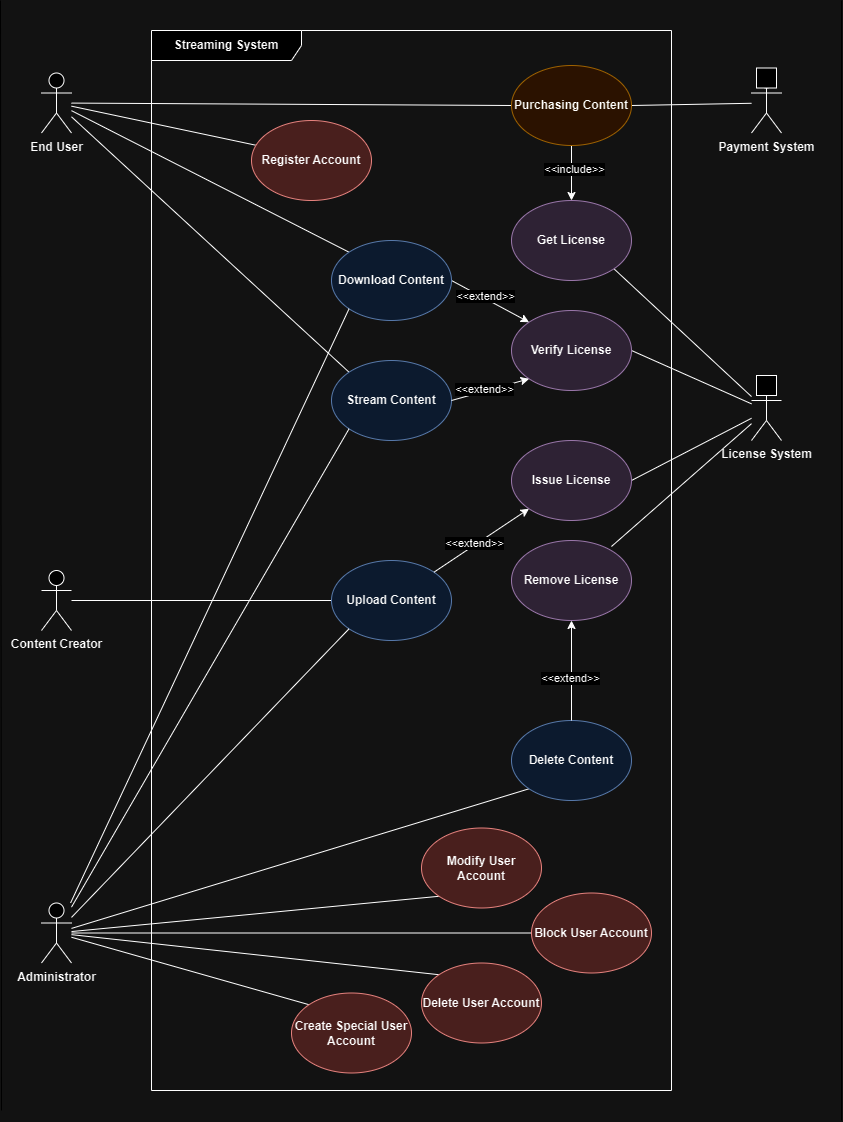 Streaming System
End User
Purchasing Content
Payment System
Register Account
<<include>>
Get License
Download Content
<<extend>>
Verify License
Stream Content
<<extend>>
License System
Issue License
<<extend>>
Remove License
Content Creator
Upload Content
<<extend>>
Delete Content
Modify User
Account
Block User Account
Administrator
Delete User Account
Create Special User
Account